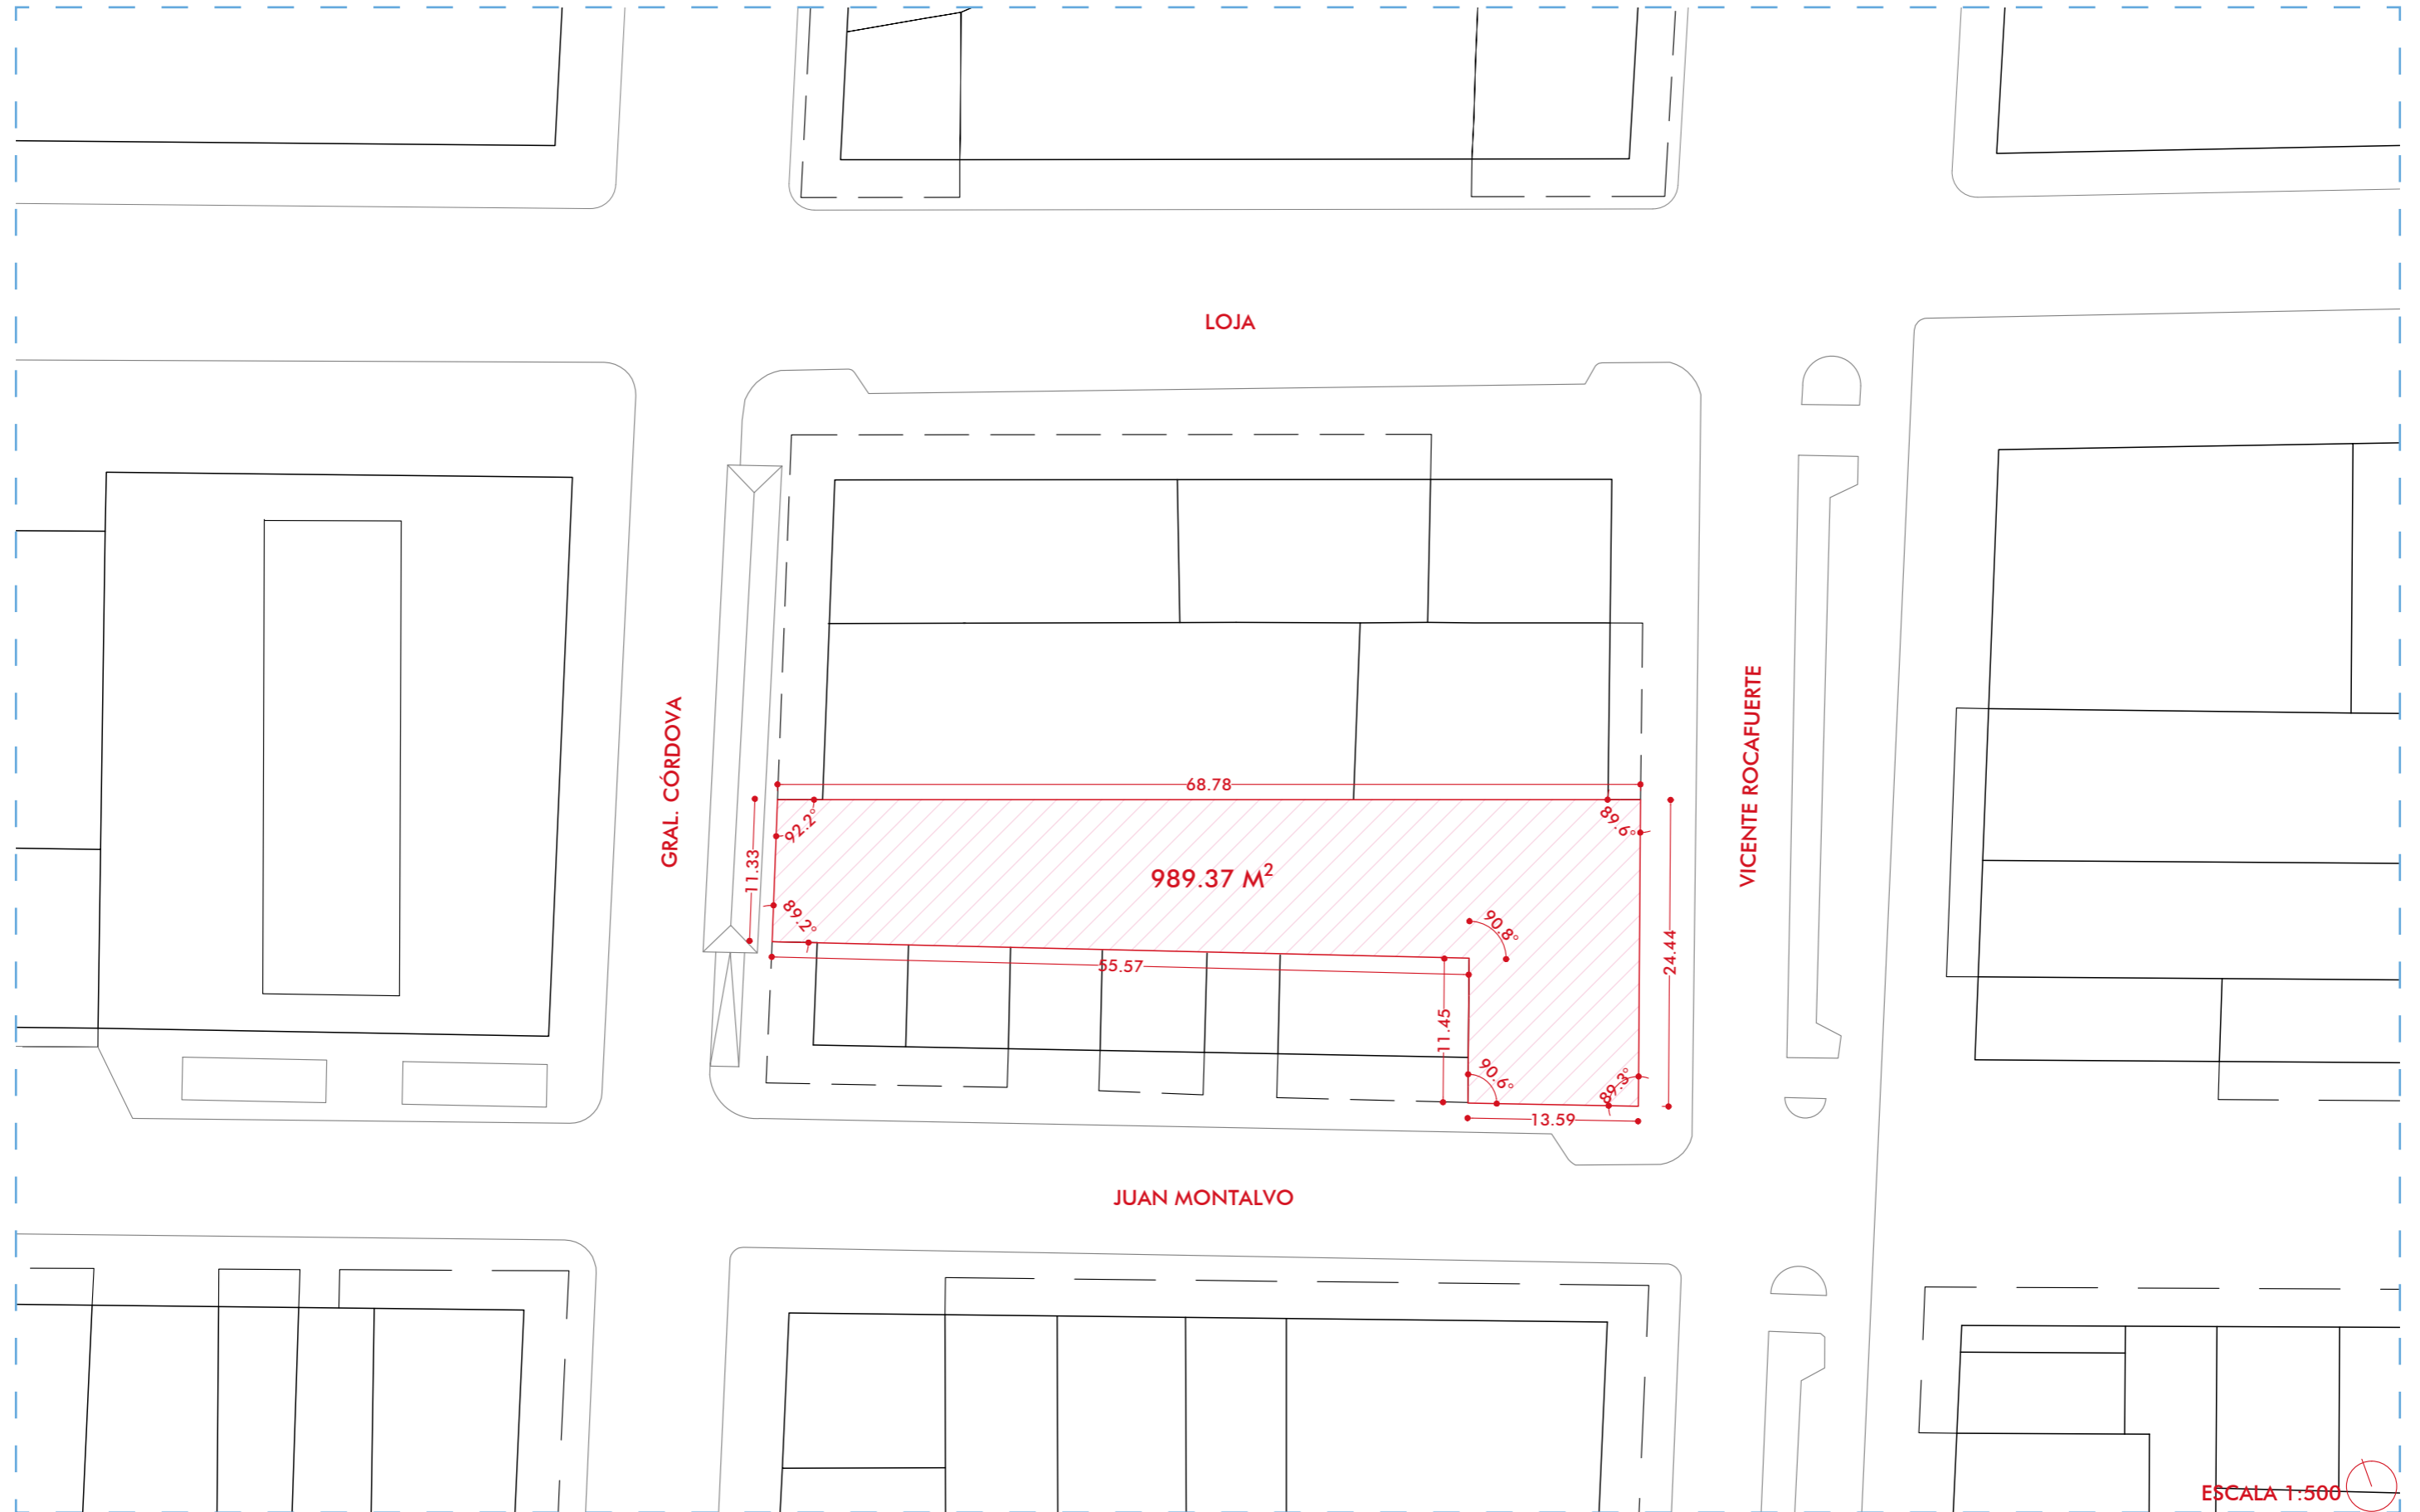 LOJA
GRAL. CÓRDOVA
VICENTE ROCAFUERTE
68.78
92.2°
89.6°
11.33
989.37 M²
89.2°
90.8°
24.44
55.57
11.45
90.6°
89.3°
13.59
JUAN MONTALVO
ESCALA 1:500